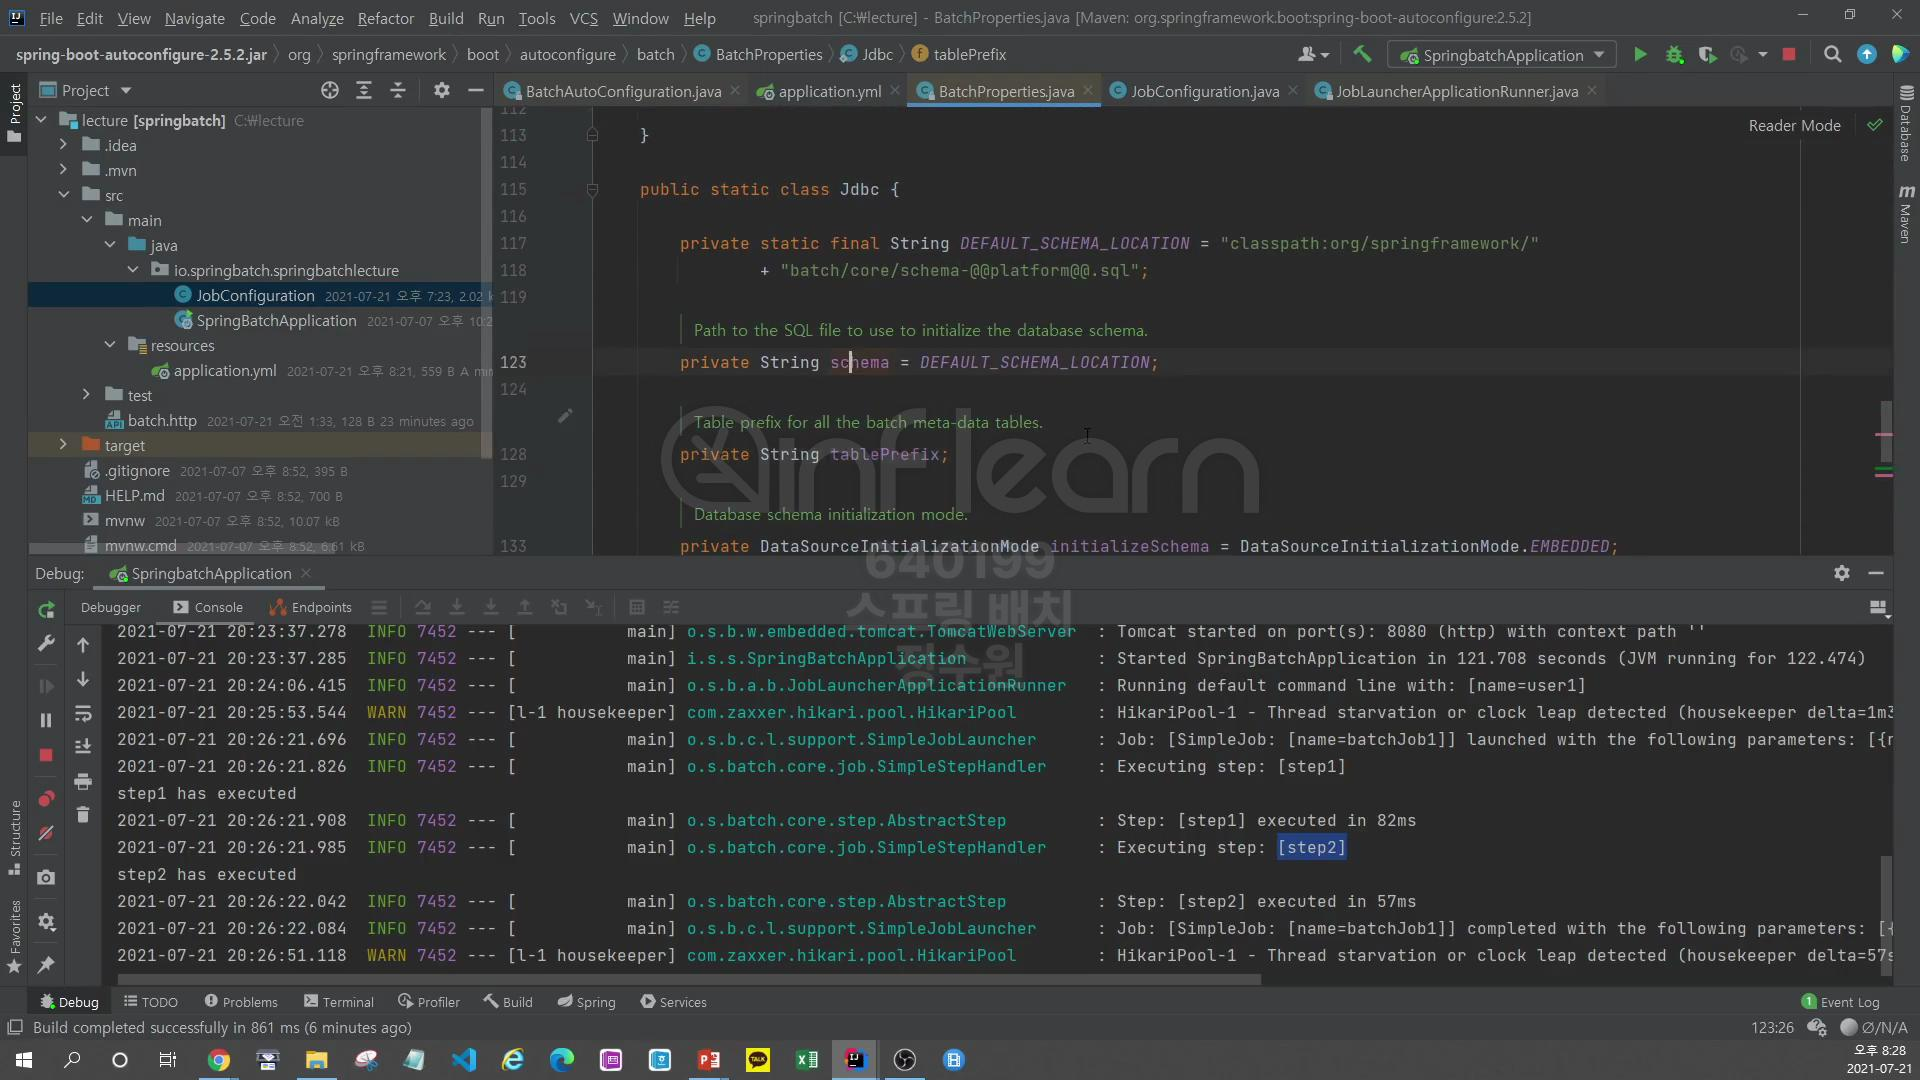 File Edit View Navigate Code Analyze Refactor Build Run Tools VCS Window Help springbatch [C:₩lecture] - BatchProperties.java [Maven: org.springframework.boot:spring-boot-autoconfigure:2.5.2]
spring-boot-autoconfigure-2.5.2.jar org springframework boot autoconfigure batch BatchProperties Jdbc tablePrefix SpringbatchApplication
Project
BatchAutoConfiguration.java application.yml BatchProperties.java JobConfiguration.java JobLauncherApplicationRunner.java
Project
Database
Maven
Reader Mode
lecture [springbatch] C:₩lecture
.idea
.mvn
src
main
java
io.springbatch.springbatchlecture
JobConfiguration 2021-07-21 오후 7:23, 2.02 k
SpringBatchApplication 2021-07-07 오후 10:2
resources
application.yml 2021-07-21 오후 8:21, 559 B A min
test
batch.http 2021-07-21 오전 1:33, 128 B 23 minutes ago
target
.gitignore 2021-07-07 오후 8:52, 395 B
HELP.md 2021-07-07 오후 8:52, 700 B
mvnw 2021-07-07 오후 8:52, 10.07 kB
mvnw.cmd 2021-07-07 오후 8:52, 6.61 kB
112
113 }
114
115 public static class Jdbc {
116
117 private static final String DEFAULT_SCHEMA_LOCATION = "classpath:org/springframework/"
118 + "batch/core/schema-@@platform@@.sql";
119
Path to the SQL file to use to initialize the database schema.
123 private String schema = DEFAULT_SCHEMA_LOCATION;
124
Table prefix for all the batch meta-data tables.
128 private String tablePrefix;
129
Database schema initialization mode.
133 private DataSourceInitializationMode initializeSchema = DataSourceInitializationMode.EMBEDDED;
inflearn
640199
스프링 배치
정수원
Debug: SpringbatchApplication
Debugger Console Endpoints
2021-07-21 20:23:37.278 INFO 7452 --- [ main] o.s.b.w.embedded.tomcat.TomcatWebServer : Tomcat started on port(s): 8080 (http) with context path ''
2021-07-21 20:23:37.285 INFO 7452 --- [ main] i.s.s.SpringBatchApplication : Started SpringBatchApplication in 121.708 seconds (JVM running for 122.474)
2021-07-21 20:24:06.415 INFO 7452 --- [ main] o.s.b.a.b.JobLauncherApplicationRunner : Running default command line with: [name=user1]
2021-07-21 20:25:53.544 WARN 7452 --- [l-1 housekeeper] com.zaxxer.hikari.pool.HikariPool : HikariPool-1 - Thread starvation or clock leap detected (housekeeper delta=1m3
2021-07-21 20:26:21.696 INFO 7452 --- [ main] o.s.b.c.l.support.SimpleJobLauncher : Job: [SimpleJob: [name=batchJob1]] launched with the following parameters: [{n
2021-07-21 20:26:21.826 INFO 7452 --- [ main] o.s.batch.core.job.SimpleStepHandler : Executing step: [step1]
step1 has executed
2021-07-21 20:26:21.908 INFO 7452 --- [ main] o.s.batch.core.step.AbstractStep : Step: [step1] executed in 82ms
2021-07-21 20:26:21.985 INFO 7452 --- [ main] o.s.batch.core.job.SimpleStepHandler : Executing step: [step2]
step2 has executed
2021-07-21 20:26:22.042 INFO 7452 --- [ main] o.s.batch.core.step.AbstractStep : Step: [step2] executed in 57ms
2021-07-21 20:26:22.084 INFO 7452 --- [ main] o.s.b.c.l.support.SimpleJobLauncher : Job: [SimpleJob: [name=batchJob1]] completed with the following parameters: [{
2021-07-21 20:26:51.118 WARN 7452 --- [l-1 housekeeper] com.zaxxer.hikari.pool.HikariPool : HikariPool-1 - Thread starvation or clock leap detected (housekeeper delta=57s
Structure
Favorites
Debug TODO Problems Terminal Profiler Build Spring Services 1 Event Log
Build completed successfully in 861 ms (6 minutes ago) 123:26 ∅/N/A
TALK
오후 8:28
2021-07-21